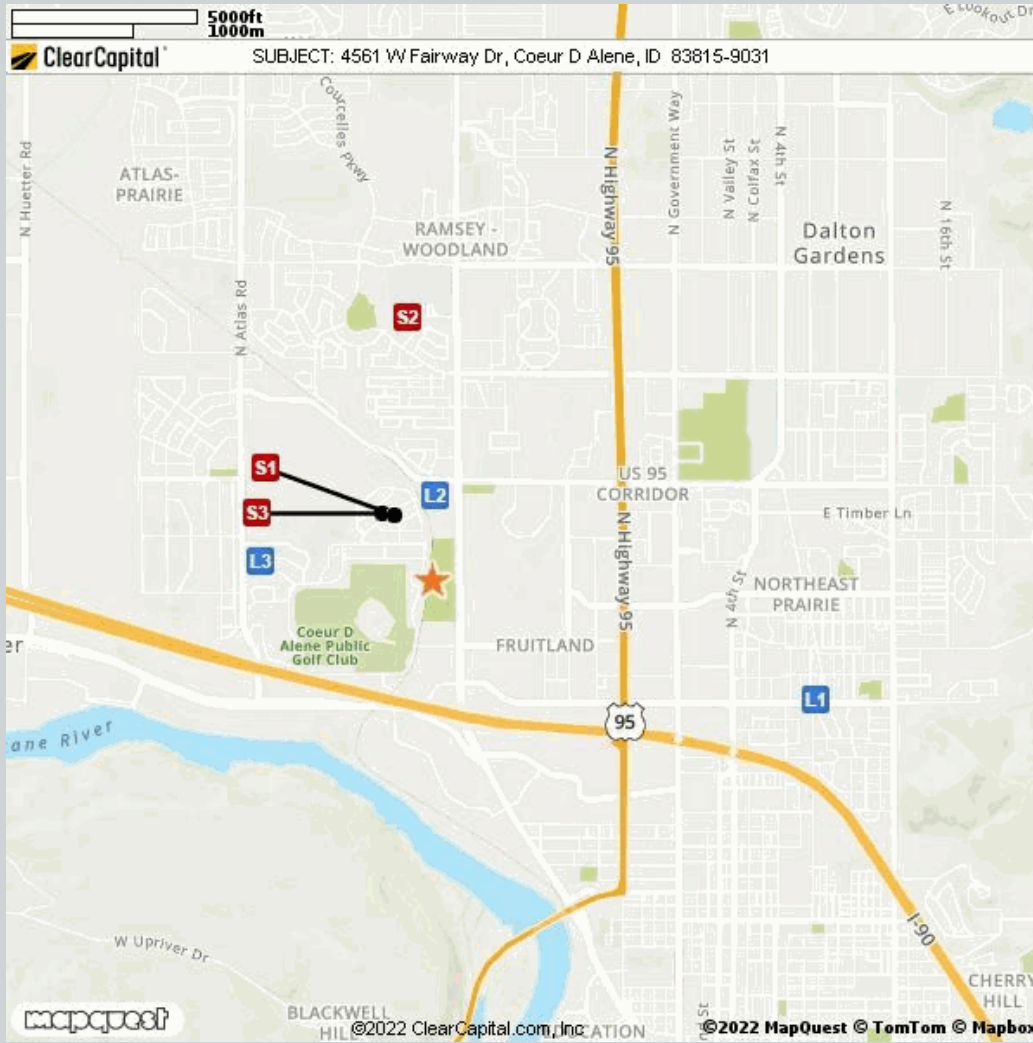 5000ft
1000m
E Lookout Dr
ClearCapital
SUBJECT: 4561 W Fairway Dr, Coeur D Alene, ID 83815-9031
Courcelles Pkwy
N Huetter Rd
ATLAS-
PRAIRIE
N Highway 95
N Government Way
N Valley St
N Colfax St
N 4th St
N 16th St
RAMSEY -
WOODLAND
Dalton
Gardens
N Atlas Rd
S2
S1
S3
L2
L3
US 95
CORRIDOR
E Timber Ln
N Highway 95
N 4th St
NORTHEAST
PRAIRIE
Coeur D
Alene Public
Golf Club
FRUITLAND
er
L1
95
ane River
I-90
W Upriver Dr
CHERRY
HILL
mapquest
BLACKWELL
HILL
©2022 ClearCapital.com, Inc
EDUCATION
©2022 MapQuest © TomTom © Mapbox